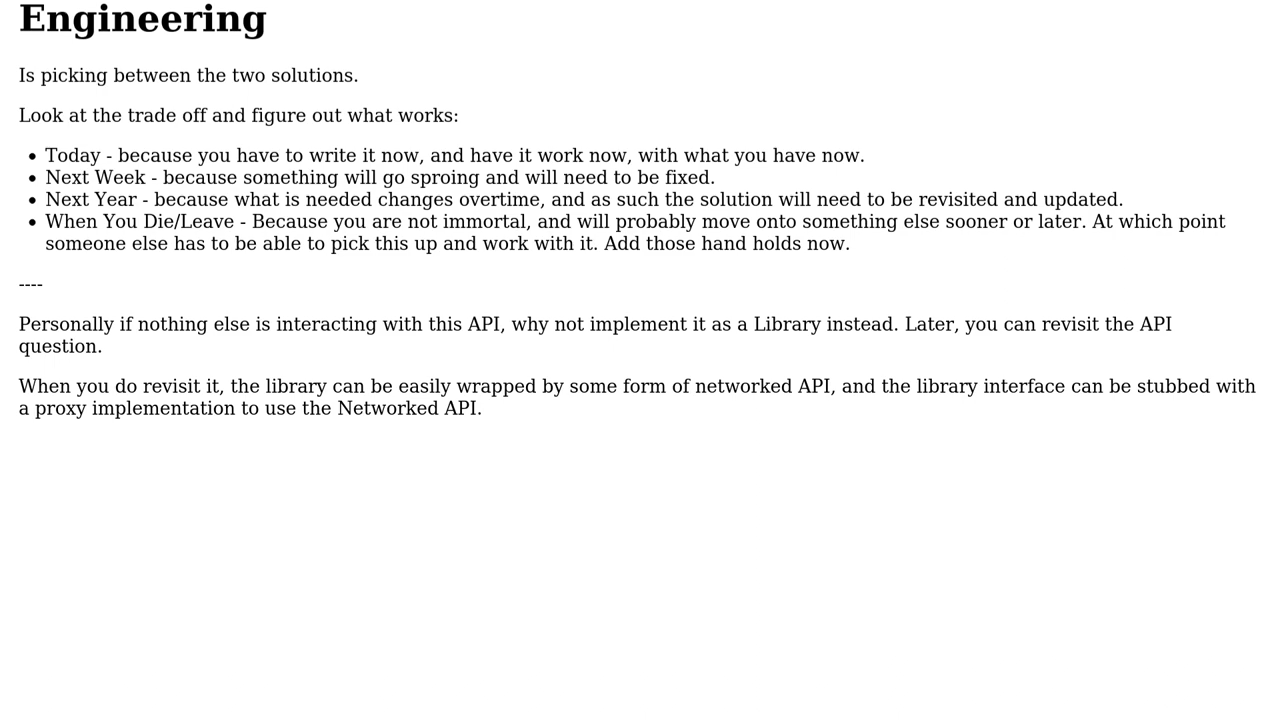 Engineering
Is picking between the two solutions.
Look at the trade off and figure out what works:
• Today - because you have to write it now, and have it work now, with what you have now.
• Next Week - because something will go sproing and will need to be fixed.
• Next Year - because what is needed changes overtime, and as such the solution will need to be revisited and updated.
• When You Die/Leave - Because you are not immortal, and will probably move onto something else sooner or later. At which point
someone else has to be able to pick this up and work with it. Add those hand holds now.
----
Personally if nothing else is interacting with this API, why not implement it as a Library instead. Later, you can revisit the API
question.
When you do revisit it, the library can be easily wrapped by some form of networked API, and the library interface can be stubbed with
a proxy implementation to use the Networked API.